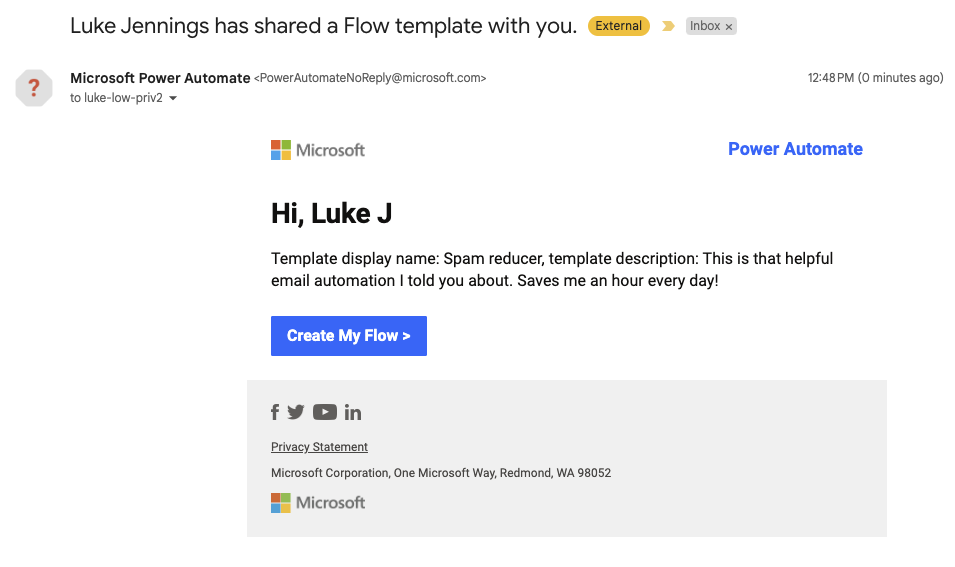 Luke Jennings has shared a Flow template with you. External Inbox ×
?
Microsoft Power Automate <PowerAutomateNoReply@microsoft.com> 12:48 PM (0 minutes ago)
to luke-low-priv2
Microsoft Power Automate
Hi, Luke J
Template display name: Spam reducer, template description: This is that helpful
email automation I told you about. Saves me an hour every day!
Create My Flow >
Privacy Statement
Microsoft Corporation, One Microsoft Way, Redmond, WA 98052
Microsoft